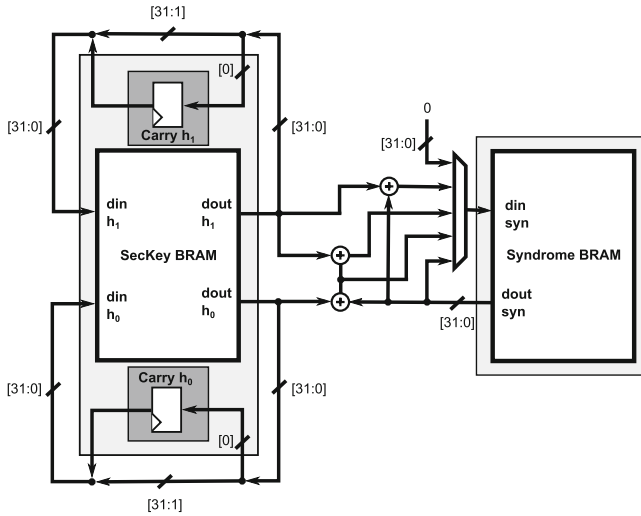 [31:1]
[0]
Carry h1
[31:0]
[31:0]
0
[31:0]
din
h1
dout
h1
SecKey BRAM
din
h0
dout
h0
din
syn
Syndrome BRAM
dout
syn
[31:0]
Carry h0
[31:0]
[31:0]
[0]
[31:1]